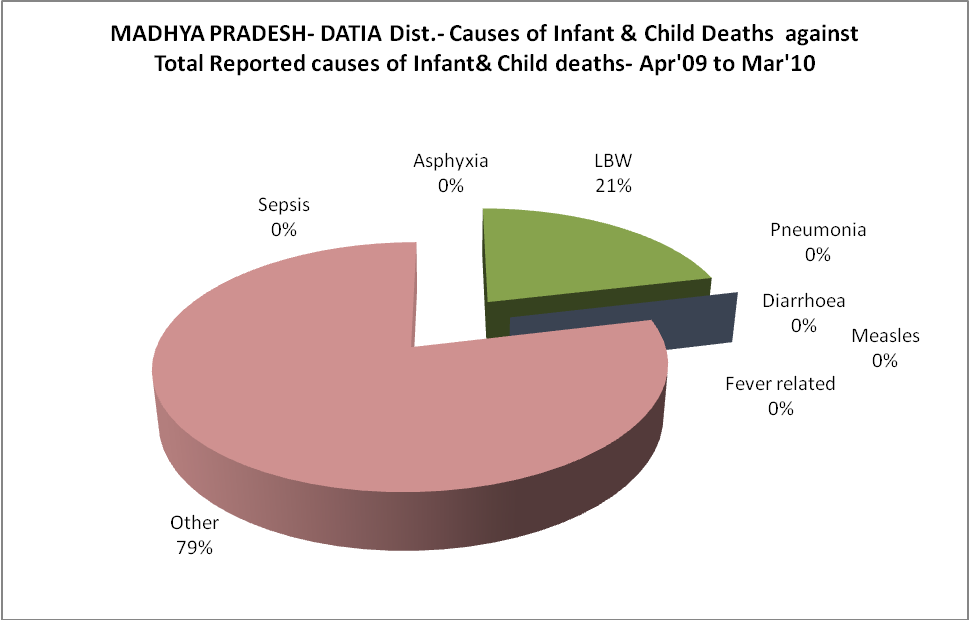 MADHYA PRADESH- DATIA Dist.- Causes of Infant & Child Deaths against
Total Reported causes of Infant& Child deaths- Apr'09 to Mar'10
Asphyxia
0%
LBW
21%
Sepsis
0%
Pneumonia
0%
Diarrhoea
0%
Measles
0%
Fever related
0%
Other
79%